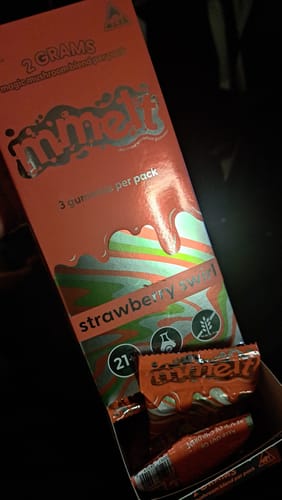 2 GRAMS
magic mushroom blend per pack
mmelt
3 gummies per pack
strawberry swirl
21+
mmelt